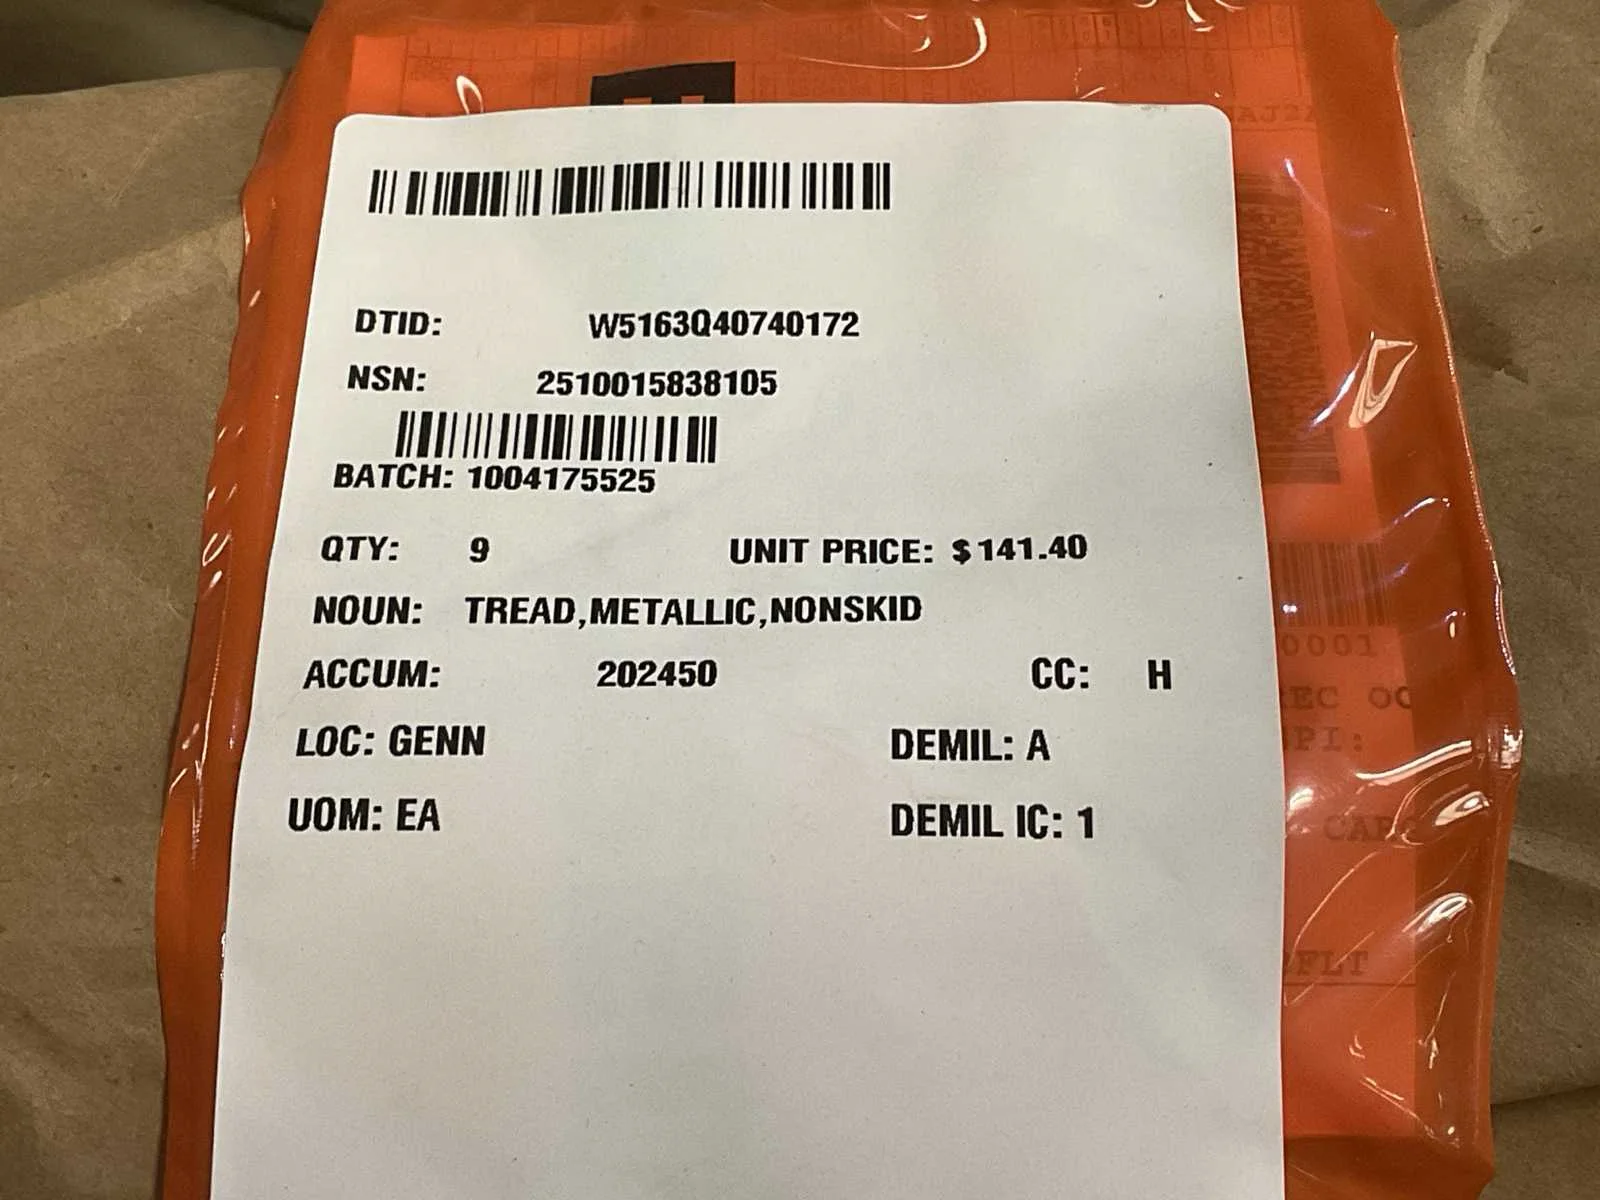 DTID: W5163Q40740172
NSN: 2510015838105
BATCH: 1004175525
QTY: 9 UNIT PRICE: $141.40
NOUN: TREAD,METALLIC,NONSKID
ACCUM: 202450 CC: H
LOC: GENN DEMIL: A
UOM: EA DEMIL IC: 1
0001